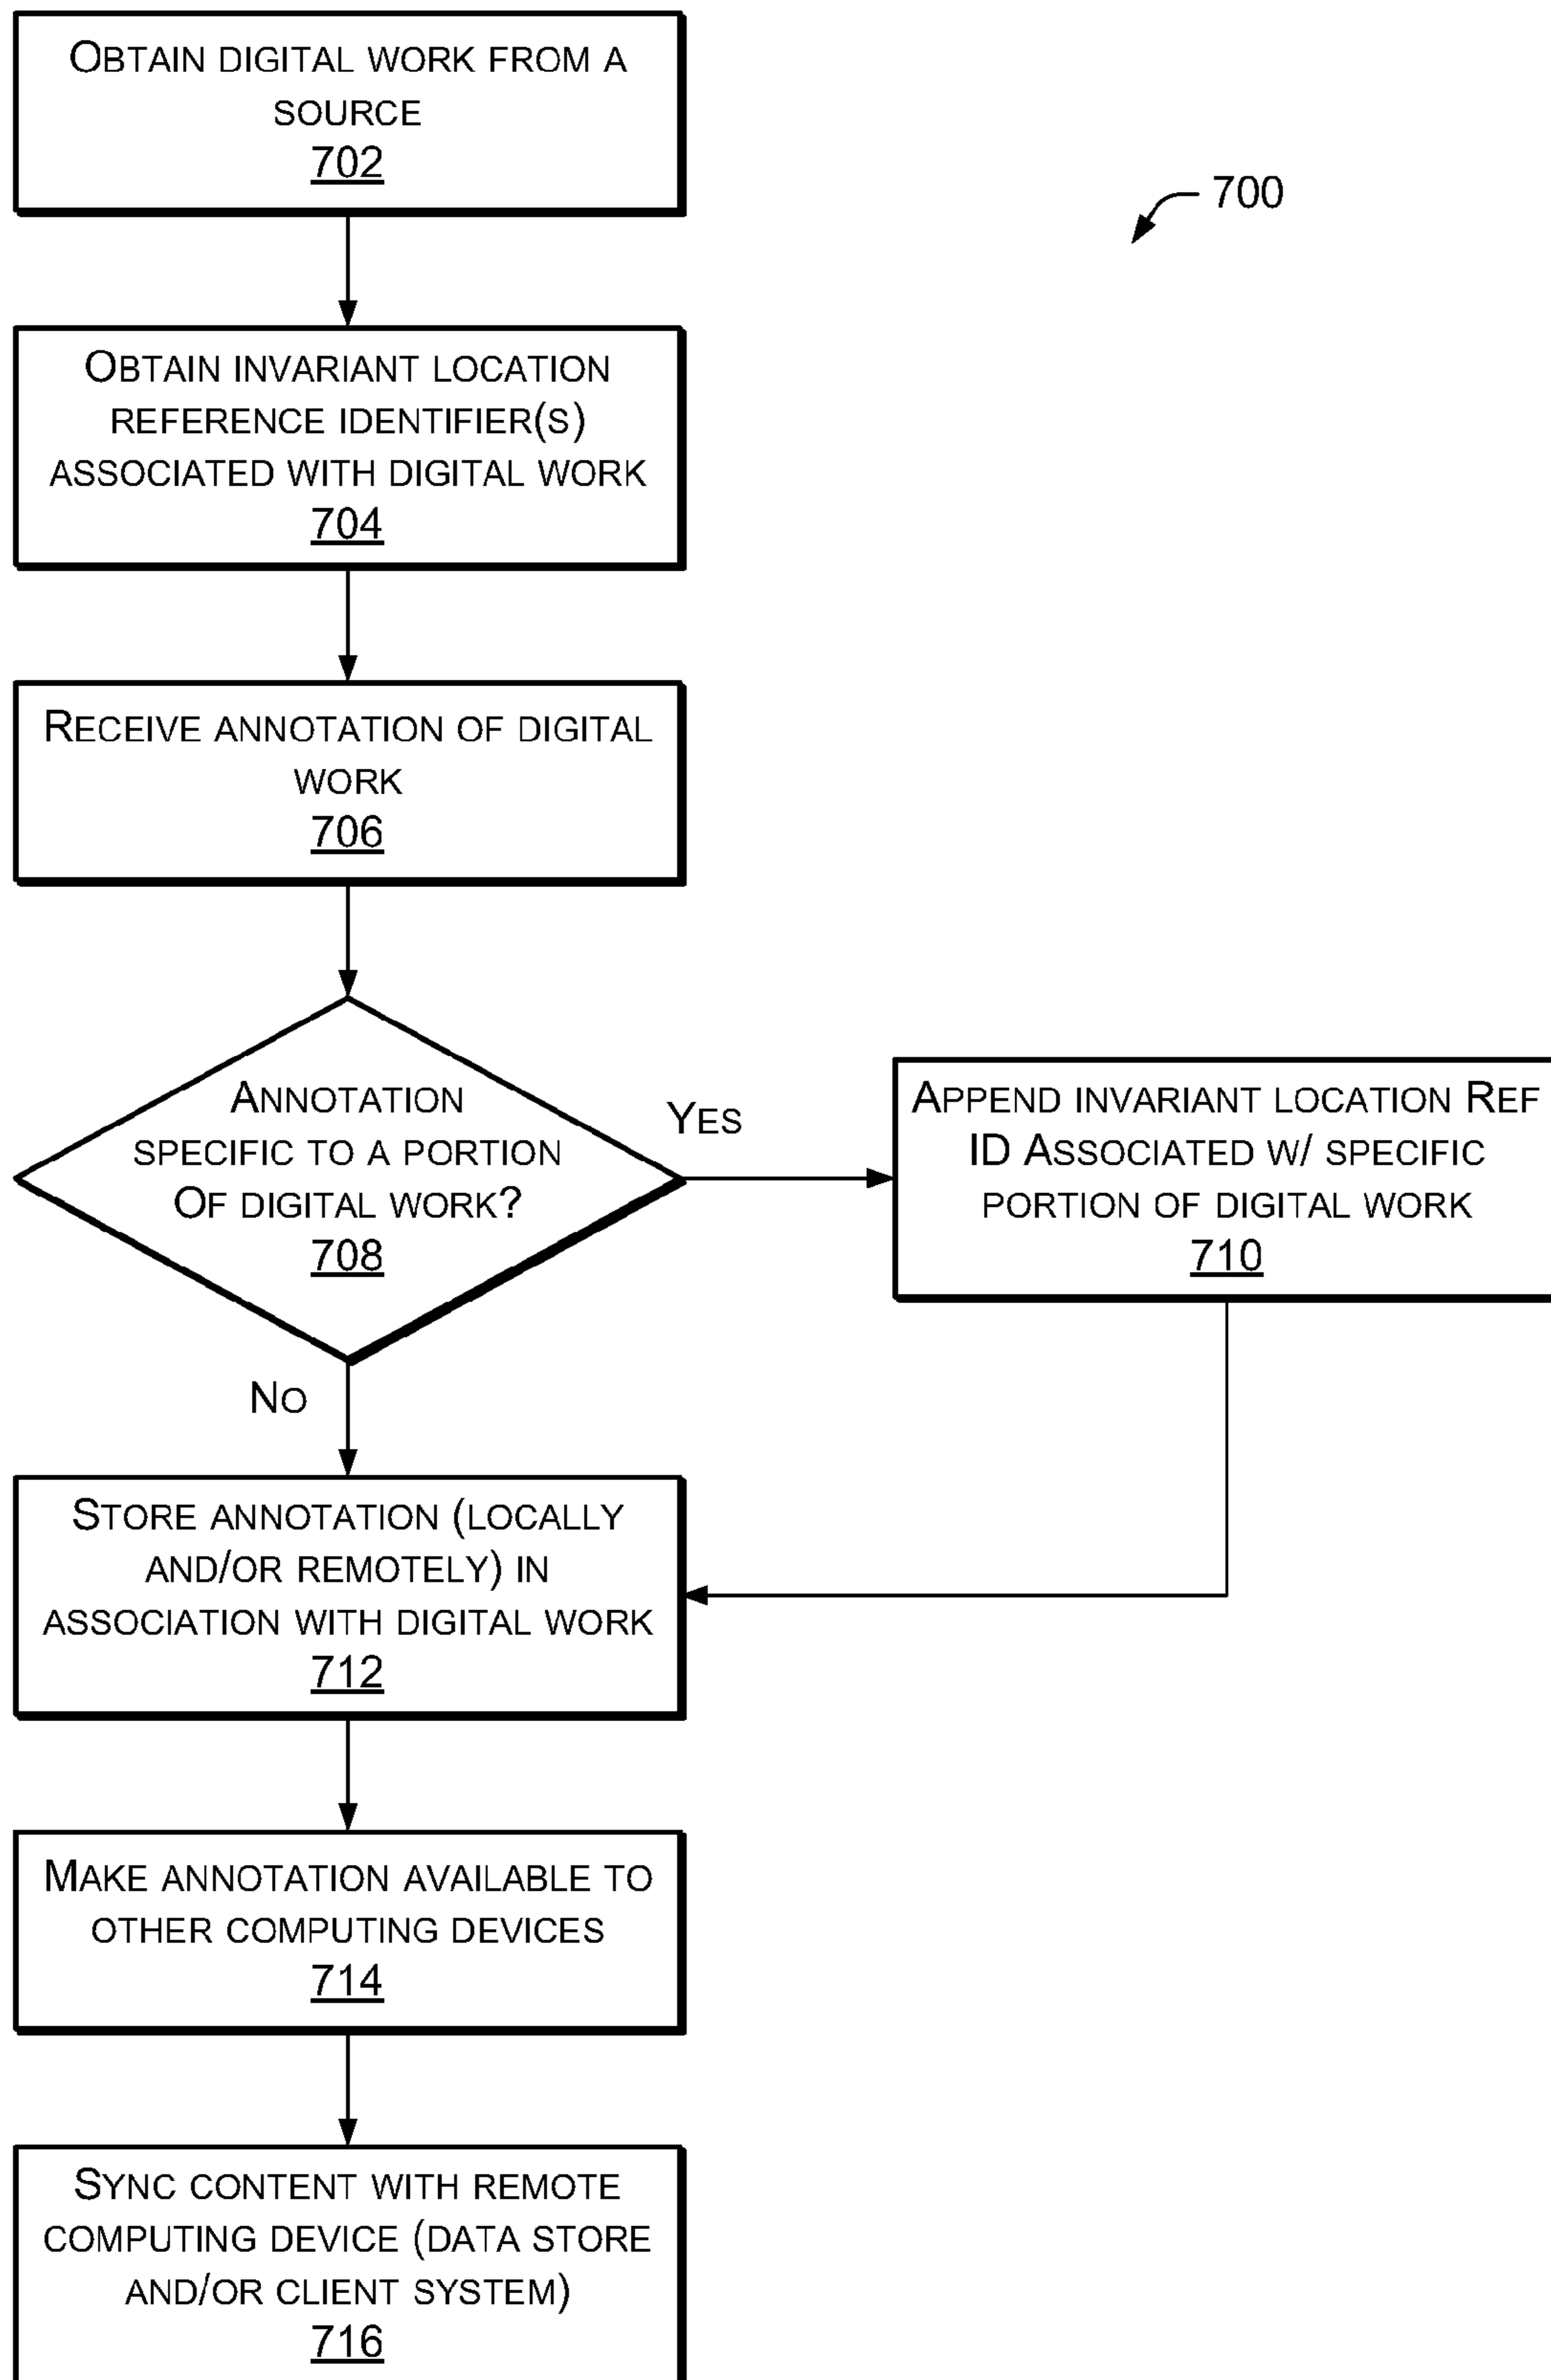 OBTAIN DIGITAL WORK FROM A
SOURCE
702
700
OBTAIN INVARIANT LOCATION
REFERENCE IDENTIFIER(S)
ASSOCIATED WITH DIGITAL WORK
704
RECEIVE ANNOTATION OF DIGITAL
WORK
706
ANNOTATION
SPECIFIC TO A PORTION
OF DIGITAL WORK?
708
YES
APPEND INVARIANT LOCATION REF
ID ASSOCIATED W/ SPECIFIC
PORTION OF DIGITAL WORK
710
NO
STORE ANNOTATION (LOCALLY
AND/OR REMOTELY) IN
ASSOCIATION WITH DIGITAL WORK
712
MAKE ANNOTATION AVAILABLE TO
OTHER COMPUTING DEVICES
714
SYNC CONTENT WITH REMOTE
COMPUTING DEVICE (DATA STORE
AND/OR CLIENT SYSTEM)
716